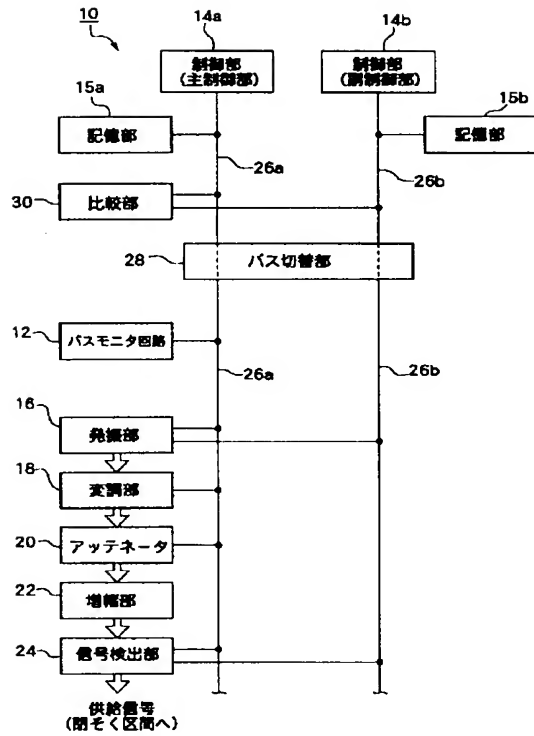 10
14a
14b
制御部
(主制御部)
制御部
(副制御部)
15a
15b
記憶部
記憶部
26a
26b
30
比較部
28
バス切替部
12
バスモニタ回路
26a
26b
16
発振部
18
変調部
20
アッテネータ
22
増幅部
24
信号検出部
供給信号
(閉そく区間へ)